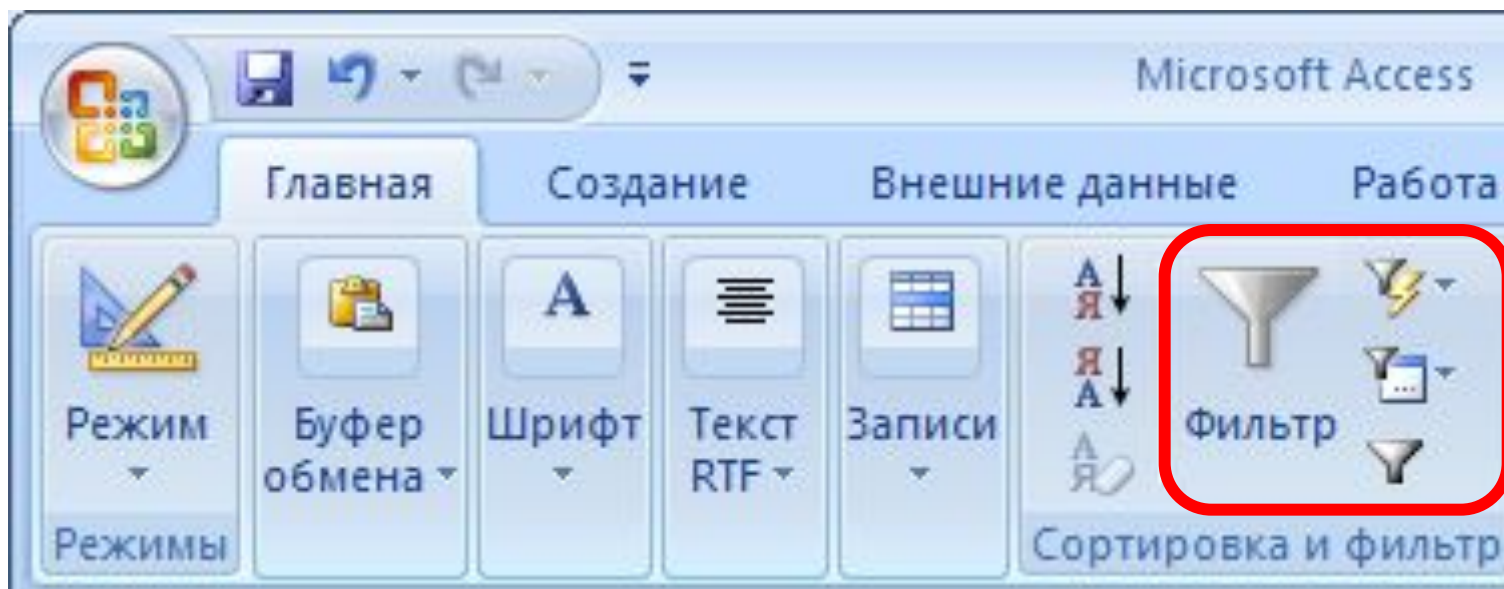 Microsoft Access
Главная Создание Внешние данные Работа
Режим Буфер обмена Шрифт Текст RTF Записи Фильтр
Режимы Сортировка и фильтр